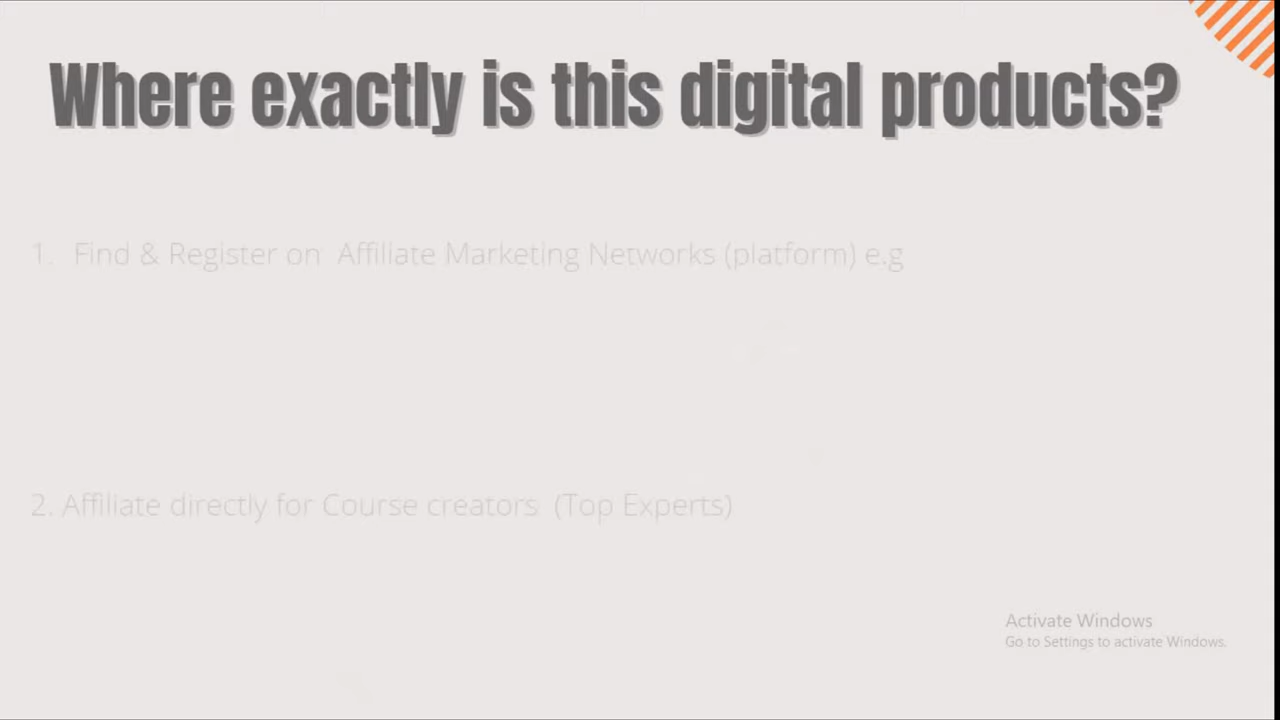 Where exactly is this digital products?
1. Find & Register on Affiliate Marketing Networks (platform) e.g
2. Affiliate directly for Course creators (Top Experts)
Activate Windows
Go to Settings to activate Windows.